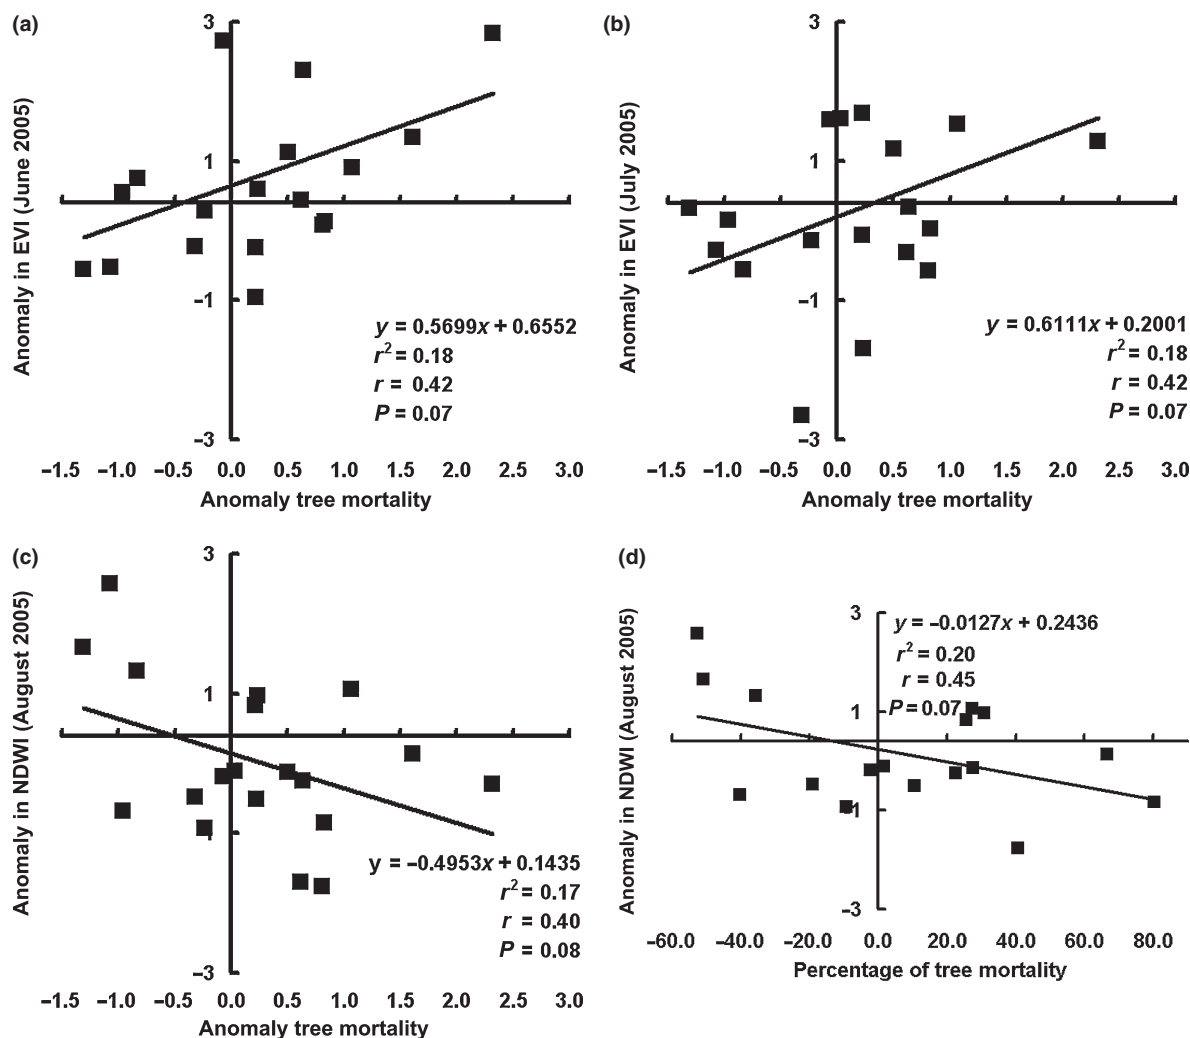 (a)
3
1
−1
−3
Anomaly in EVI (June 2005)
y = 0.5699x + 0.6552
r² = 0.18
r = 0.42
P = 0.07
−1.5 −1.0 −0.5 0.0 0.5 1.0 1.5 2.0 2.5 3.0
Anomaly tree mortality
(b)
3
1
−1
−3
Anomaly in EVI (July 2005)
y = 0.6111x + 0.2001
r² = 0.18
r = 0.42
P = 0.07
−1.5 −1.0 −0.5 0.0 0.5 1.0 1.5 2.0 2.5 3.0
Anomaly tree mortality
(c)
3
1
−3
Anomaly in NDWI (August 2005)
y = −0.4953x + 0.1435
r² = 0.17
r = 0.40
P = 0.08
−1.5 −1.0 −0.5 0.0 0.5 1.0 1.5 2.0 2.5 3.0
Anomaly tree mortality
(d)
3
1
−1
−3
Anomaly in NDWI (August 2005)
y = −0.0127x + 0.2436
r² = 0.20
r = 0.45
P = 0.07
−60.0 −40.0 −20.0 0.0 20.0 40.0 60.0 80.0
Percentage of tree mortality